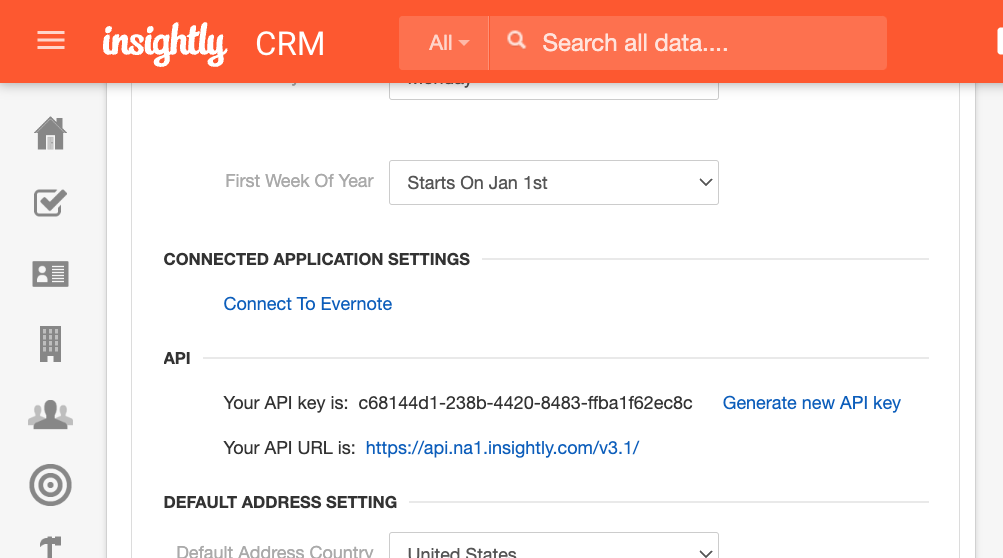 insightly CRM
All
Search all data....
First Week Of Year
Starts On Jan 1st
CONNECTED APPLICATION SETTINGS
Connect To Evernote
API
Your API key is: c68144d1-238b-4420-8483-ffba1f62ec8c Generate new API key
Your API URL is: https://api.na1.insightly.com/v3.1/
DEFAULT ADDRESS SETTING
Default Address Country
United States